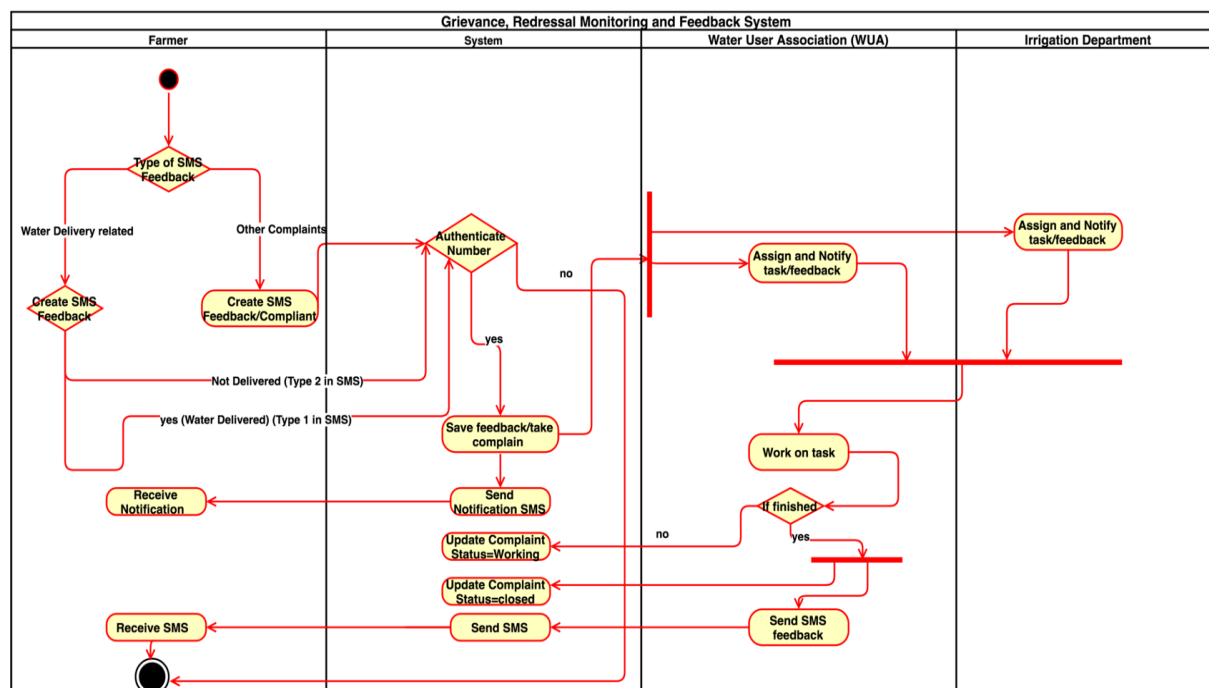 Grievance, Redressal Monitoring and Feedback System
Farmer
System
Water User Association (WUA)
Irrigation Department
Type of SMS
Feedback
Water Delivery related
Other Complaints
Create SMS
Feedback
Create SMS
Feedback/Compliant
Authenticate
Number
no
yes
Assign and Notify
task/feedback
Assign and Notify
task/feedback
Not Delivered (Type 2 in SMS)
yes (Water Delivered) (Type 1 in SMS)
Save feedback/take
complain
Work on task
Receive
Notification
Send
Notification SMS
If finished
no
yes
Update Complaint
Status=Working
Update Complaint
Status=closed
Receive SMS
Send SMS
Send SMS
feedback